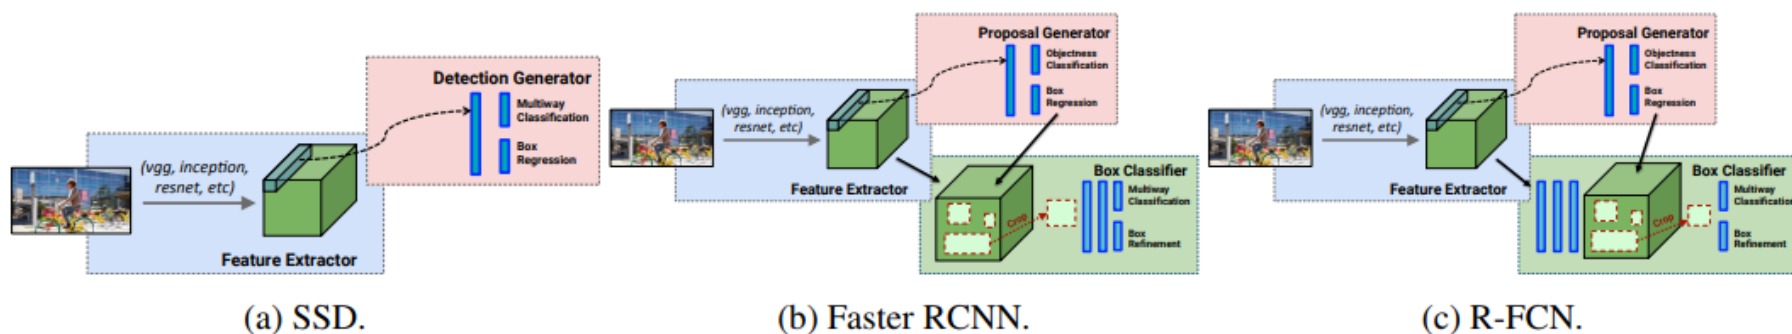 Detection Generator
Multiway
Classification
Box
Regression
(vgg, inception,
resnet, etc)
Feature Extractor
(a) SSD.
Proposal Generator
Objectness
Classification
Box
Regression
(vgg, inception,
resnet, etc)
Feature Extractor
Box Classifier
Multiway
Classification
Crop
Box
Refinement
(b) Faster RCNN.
Proposal Generator
Objectness
Classification
Box
Regression
(vgg, inception,
resnet, etc)
Feature Extractor
Box Classifier
Multiway
Classification
Crop
Box
Refinement
(c) R-FCN.